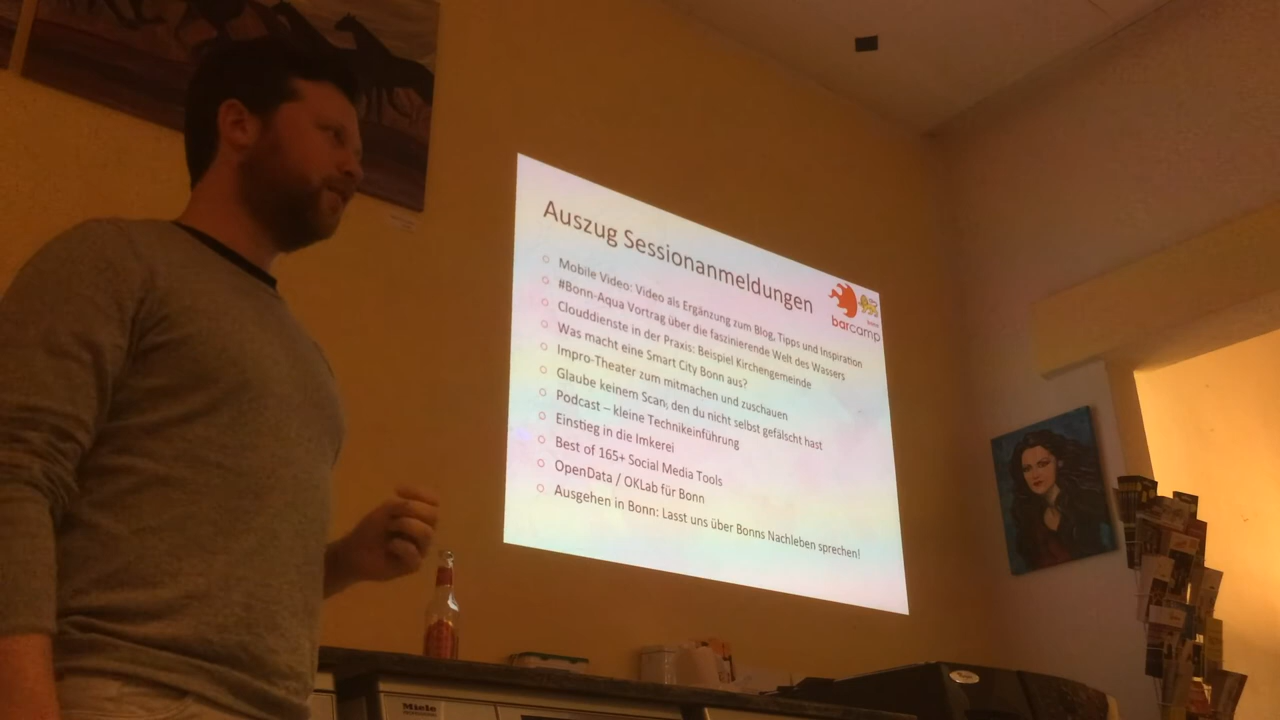 Auszug Sessionanmeldungen
barcamp
Mobile Video: Video als Ergänzung zum Blog, Tipps und Inspiration
#Bonn-Aqua Vortrag über die faszinierende Welt des Wassers
Clouddienste in der Praxis: Beispiel Kirchengemeinde
Was macht eine Smart City Bonn aus?
Impro-Theater zum mitmachen und zuschauen
Glaube keinem Scan, den du nicht selbst gefälscht hast
Podcast – kleine Technikeinführung
Einstieg in die Imkerei
Best of 165+ Social Media Tools
OpenData / OKLab für Bonn
Ausgehen in Bonn: Lasst uns über Bonns Nachleben sprechen!
Miele